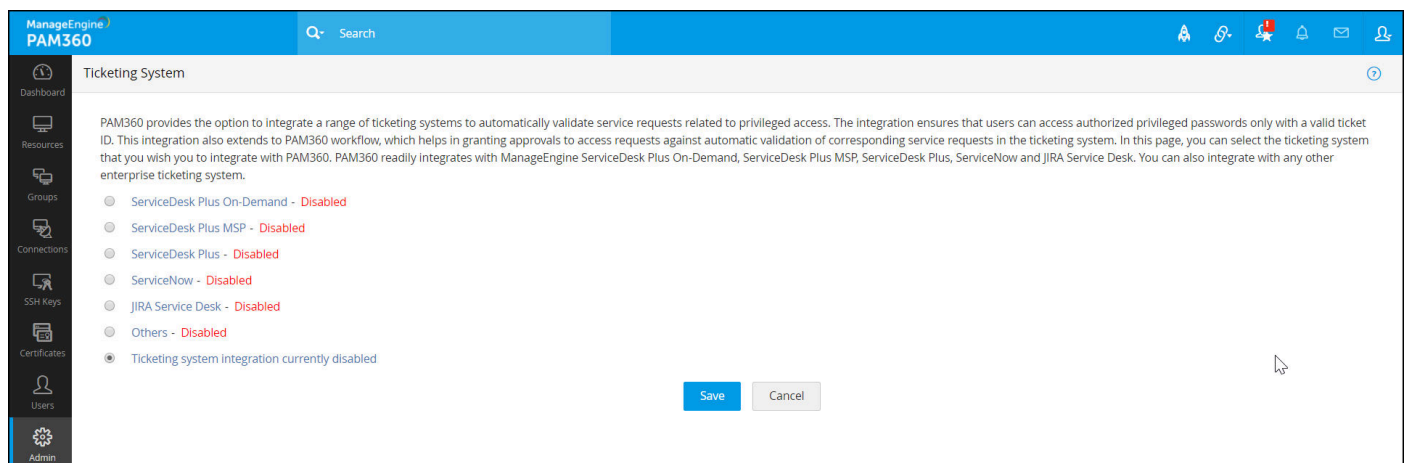 ManageEngine
PAM360
Search
!
Dashboard
Resources
Groups
Connections
SSH Keys
Certificates
Users
Admin
Ticketing System
?
PAM360 provides the option to integrate a range of ticketing systems to automatically validate service requests related to privileged access. The integration ensures that users can access authorized privileged passwords only with a valid ticket
ID. This integration also extends to PAM360 workflow, which helps in granting approvals to access requests against automatic validation of corresponding service requests in the ticketing system. In this page, you can select the ticketing system
that you wish you to integrate with PAM360. PAM360 readily integrates with ManageEngine ServiceDesk Plus On-Demand, ServiceDesk Plus MSP, ServiceDesk Plus, ServiceNow and JIRA Service Desk. You can also integrate with any other
enterprise ticketing system.
ServiceDesk Plus On-Demand - Disabled
ServiceDesk Plus MSP - Disabled
ServiceDesk Plus - Disabled
ServiceNow - Disabled
JIRA Service Desk - Disabled
Others - Disabled
Ticketing system integration currently disabled
Save Cancel